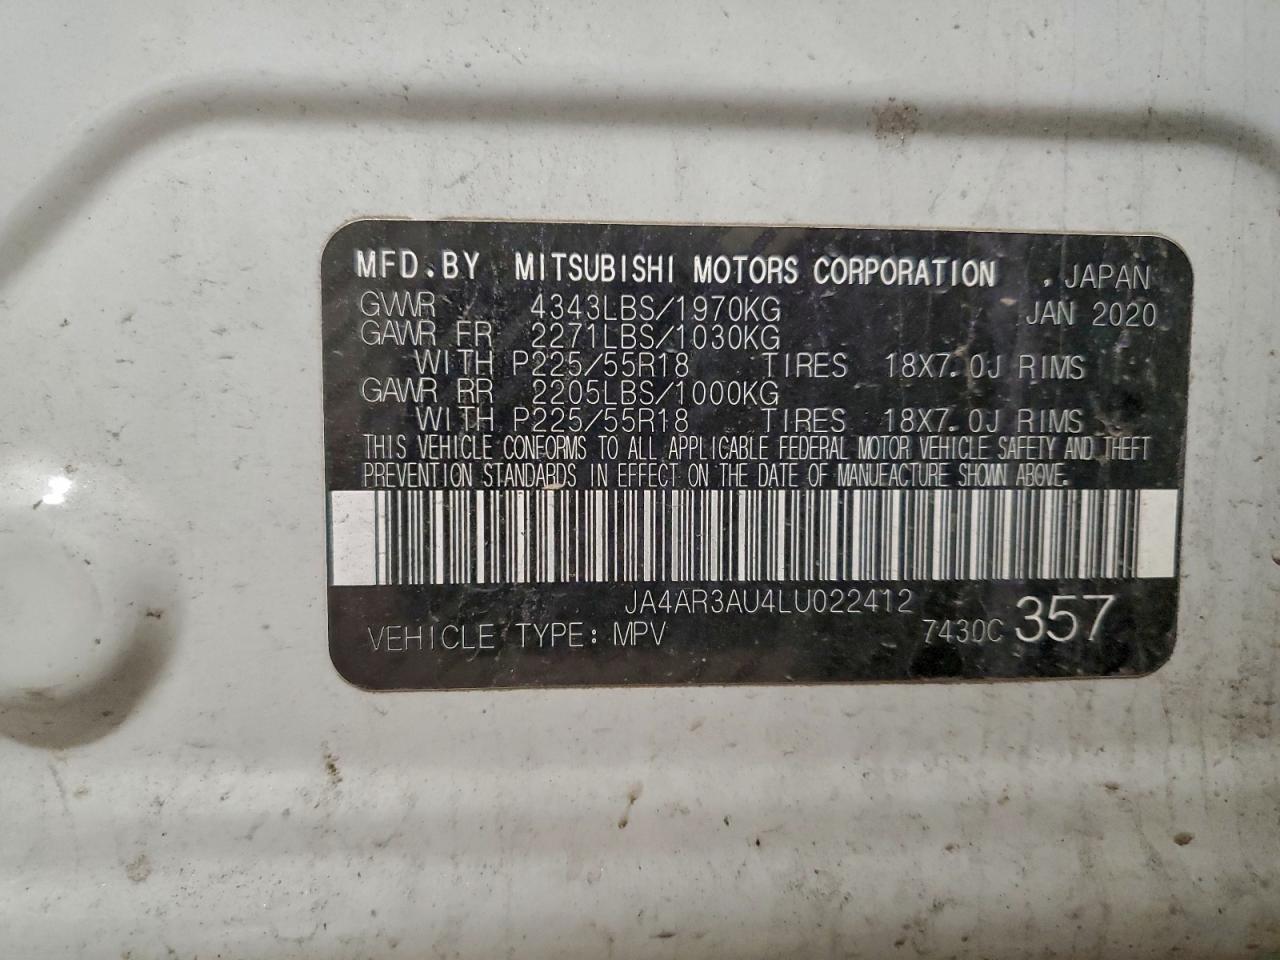 MFD.BY MITSUBISHI MOTORS CORPORATION , JAPAN
GVWR 4343LBS/1970KG JAN 2020
GAWR FR 2271LBS/1030KG
WITH P225/55R18 TIRES 18X7.0J RIMS
GAWR RR 2205LBS/1000KG
WITH P225/55R18 TIRES 18X7.0J RIMS
THIS VEHICLE CONFORMS TO ALL APPLICABLE FEDERAL MOTOR VEHICLE SAFETY AND THEFT
PREVENTION STANDARDS IN EFFECT ON THE DATE OF MANUFACTURE SHOWN ABOVE.
JA4AR3AU4LU022412
VEHICLE TYPE: MPV 7430C 357